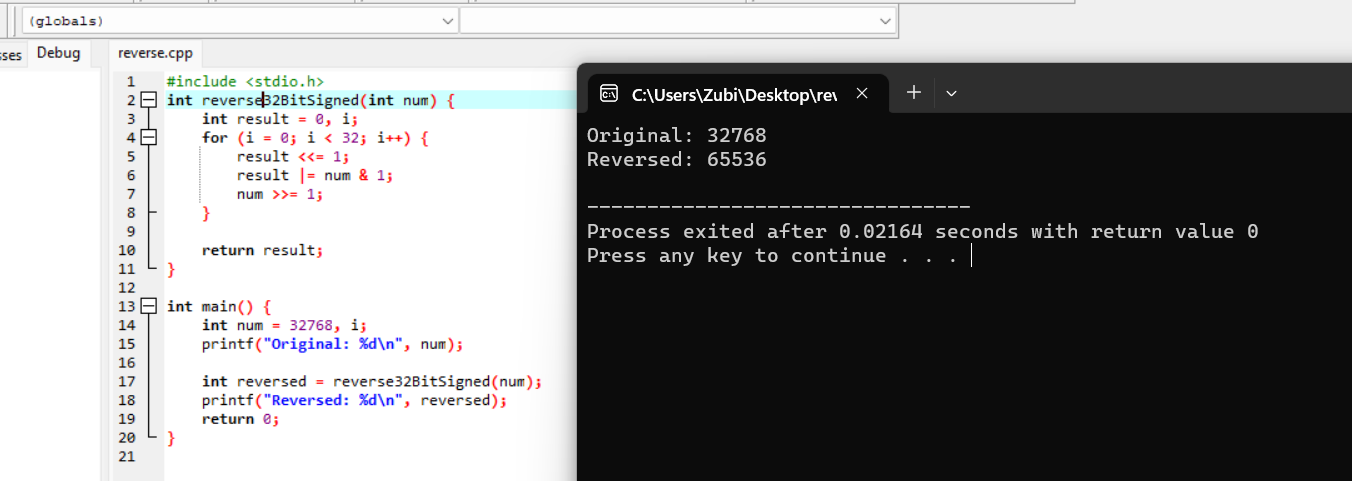 (globals)
sses Debug reverse.cpp
1 #include <stdio.h>
2 int reverse32BitSigned(int num) {
3 int result = 0, i;
4 for (i = 0; i < 32; i++) {
5 result <<= 1;
6 result |= num & 1;
7 num >>= 1;
8 }
9
10 return result;
11 }
12
13 int main() {
14 int num = 32768, i;
15 printf("Original: %d\n", num);
16
17 int reversed = reverse32BitSigned(num);
18 printf("Reversed: %d\n", reversed);
19 return 0;
20 }
21
C:\Users\Zubi\Desktop\rev
Original: 32768
Reversed: 65536
--------------------------------
Process exited after 0.02164 seconds with return value 0
Press any key to continue . . .